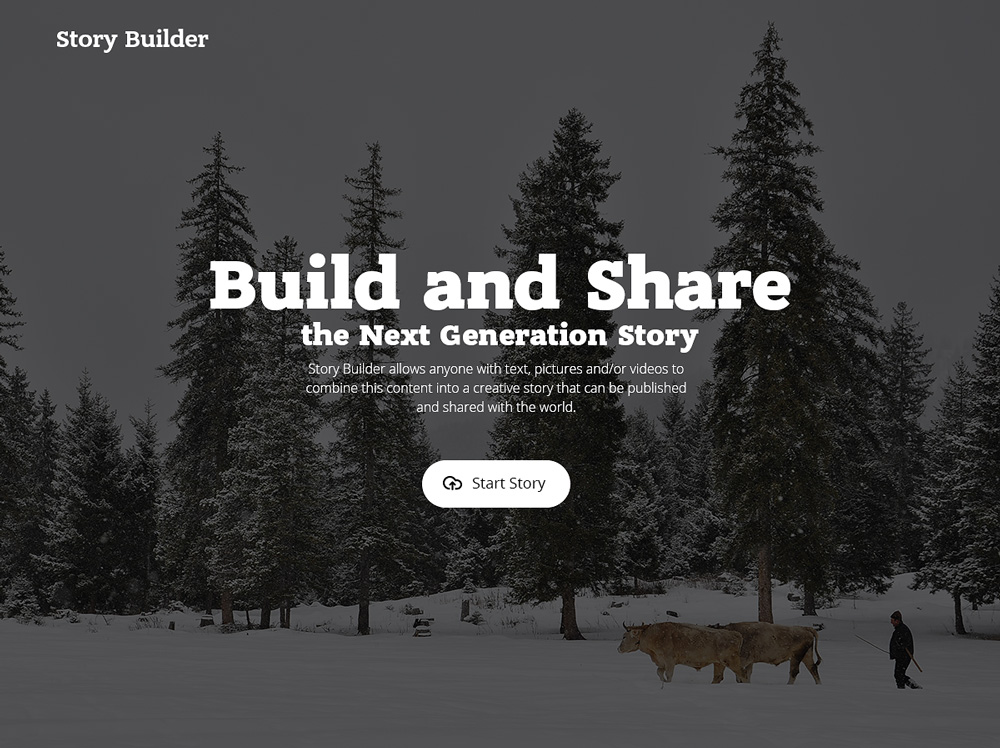 Story Builder
Build and Share
the Next Generation Story
Story Builder allows anyone with text, pictures and/or videos to
combine this content into a creative story that can be published
and shared with the world.
Start Story